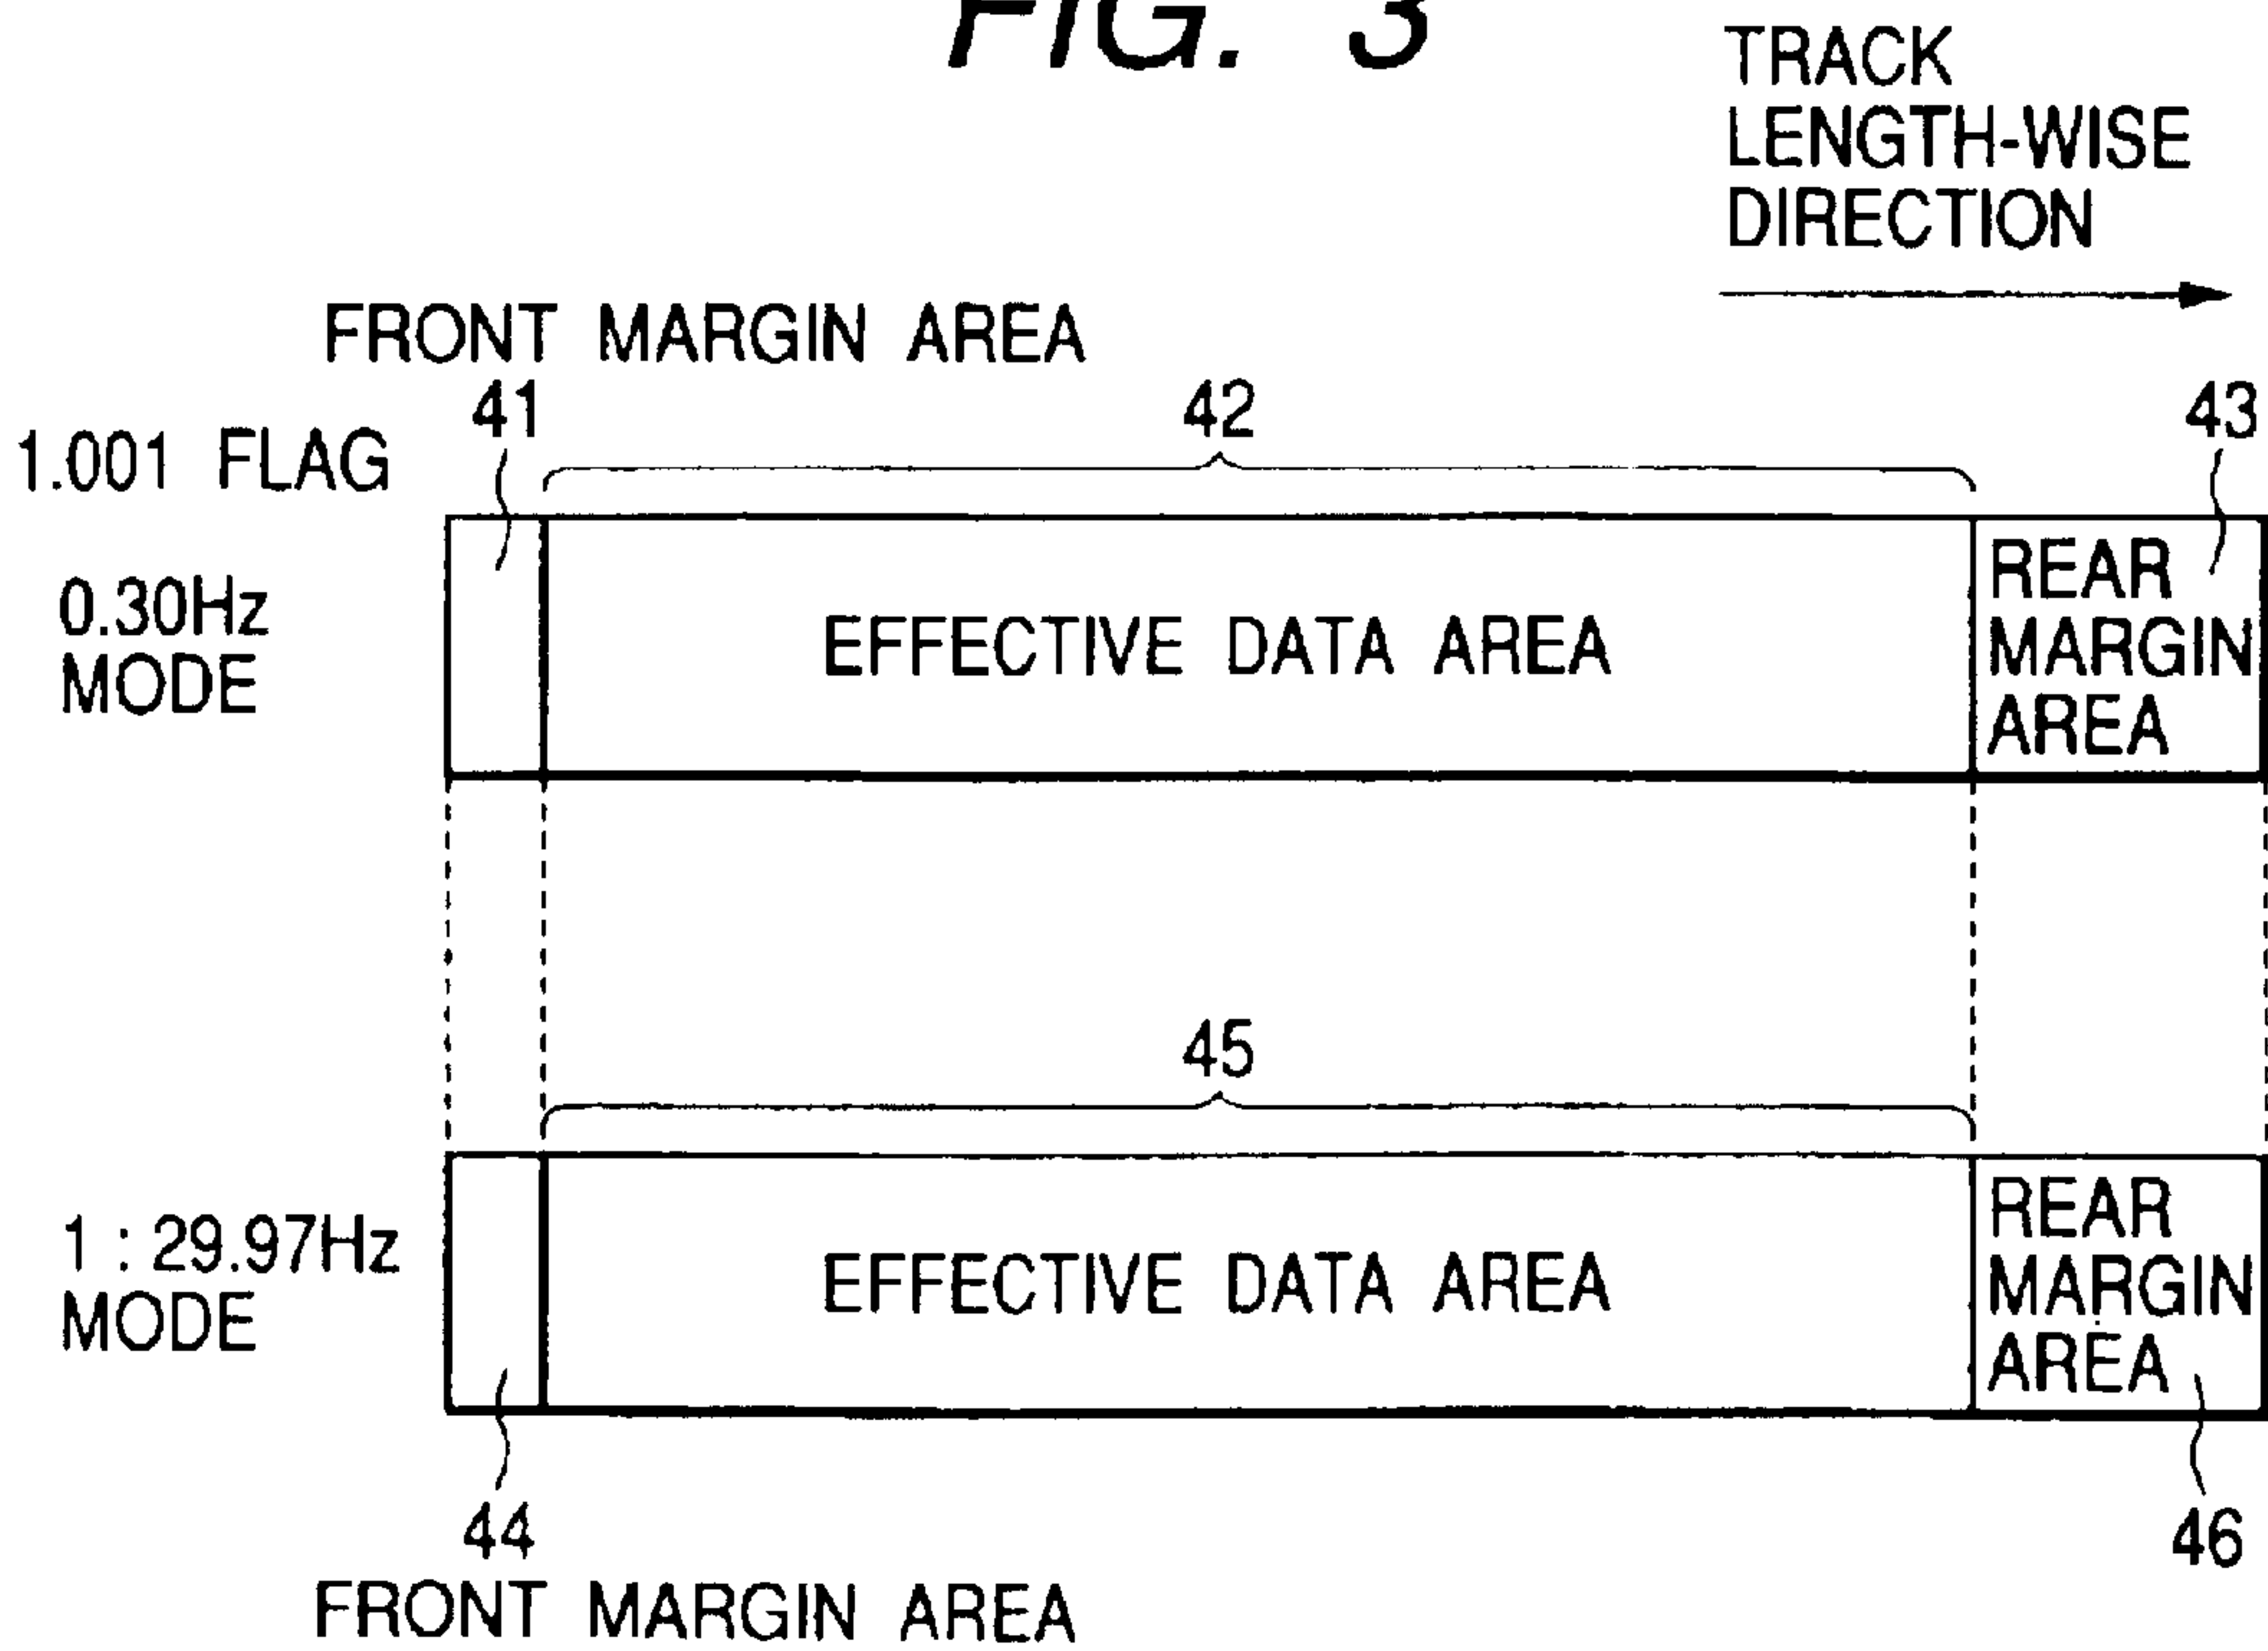 FIG. 3
TRACK
LENGTH-WISE
DIRECTION
FRONT MARGIN AREA
41
42
43
1.001 FLAG
0.30Hz
MODE
EFFECTIVE DATA AREA
REAR
MARGIN
AREA
45
1 : 29.97Hz
MODE
EFFECTIVE DATA AREA
REAR
MARGIN
AREA
44
46
FRONT MARGIN AREA